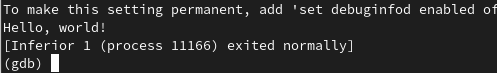 To make this setting permanent, add 'set debuginfod enabled of
Hello, world!
[Inferior 1 (process 11166) exited normally]
(gdb)